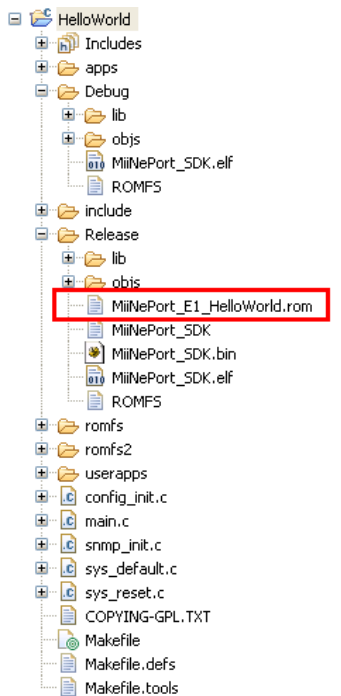 HelloWorld
Includes
apps
Debug
lib
objs
MiiNePort_SDK.elf
ROMFS
include
Release
lib
objs
MiiNePort_E1_HelloWorld.rom
MiiNePort_SDK
MiiNePort_SDK.bin
MiiNePort_SDK.elf
ROMFS
romfs
romfs2
userapps
config_init.c
main.c
snmp_init.c
sys_default.c
sys_reset.c
COPYING-GPL.TXT
Makefile
Makefile.defs
Makefile.tools